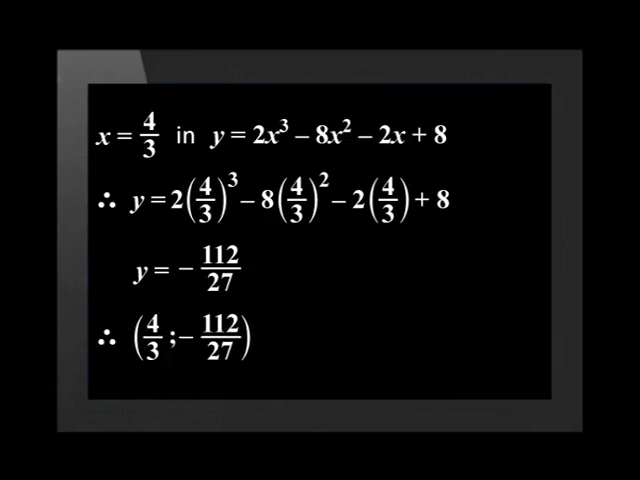 x = 4/3 in y = 2x³ – 8x² – 2x + 8
∴ y = 2(4/3)³ – 8(4/3)² – 2(4/3) + 8
y = – 112/27
∴ (4/3 ;– 112/27)